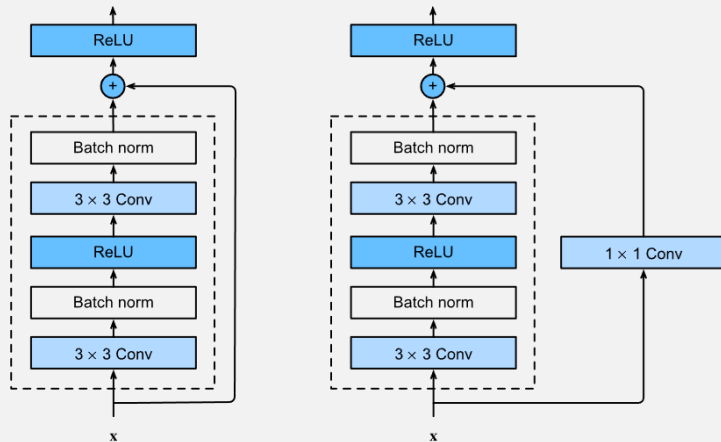 ReLU
+
Batch norm
3 × 3 Conv
ReLU
Batch norm
3 × 3 Conv
x
ReLU
+
Batch norm
3 × 3 Conv
ReLU
Batch norm
3 × 3 Conv
1 × 1 Conv
x